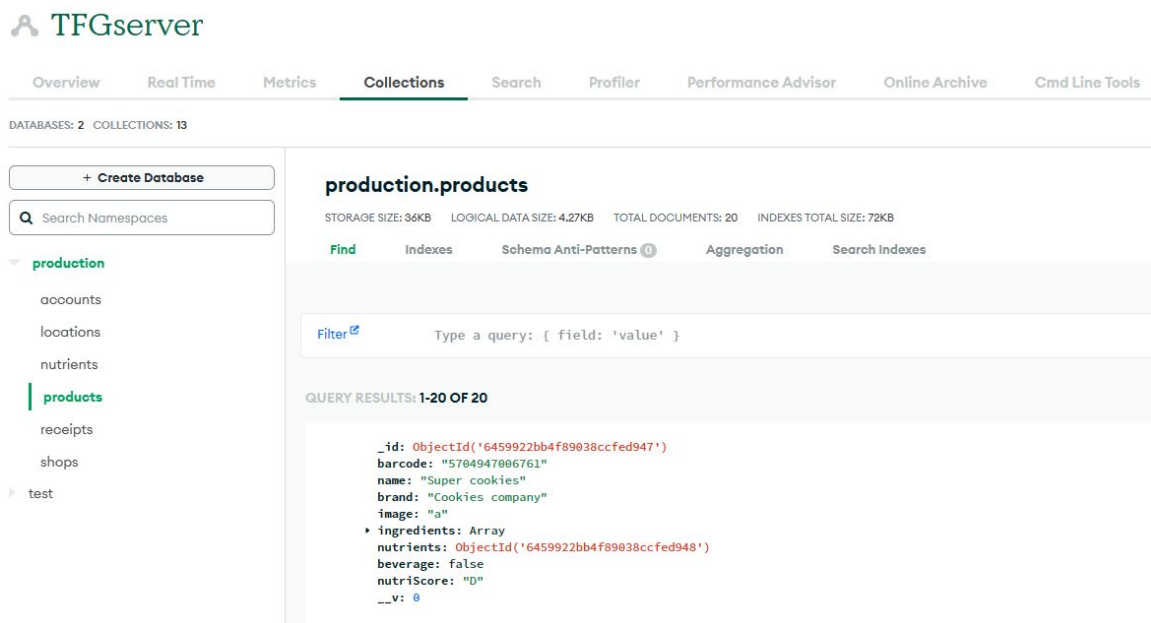 TFGserver
Overview Real Time Metrics Collections Search Profiler Performance Advisor Online Archive Cmd Line Tools
DATABASES: 2 COLLECTIONS: 13
+ Create Database
Search Namespaces
production
accounts
locations
nutrients
products
receipts
shops
test
production.products
STORAGE SIZE: 36KB LOGICAL DATA SIZE: 4.27KB TOTAL DOCUMENTS: 20 INDEXES TOTAL SIZE: 72KB
Find Indexes Schema Anti-Patterns 0 Aggregation Search Indexes
Filter Type a query: { field: 'value' }
QUERY RESULTS: 1-20 OF 20
_id: ObjectId('6459922bb4f89038ccfed947')
barcode: "5704947006761"
name: "Super cookies"
brand: "Cookies company"
image: "a"
ingredients: Array
nutrients: ObjectId('6459922bb4f89038ccfed948')
beverage: false
nutriScore: "D"
__v: 0